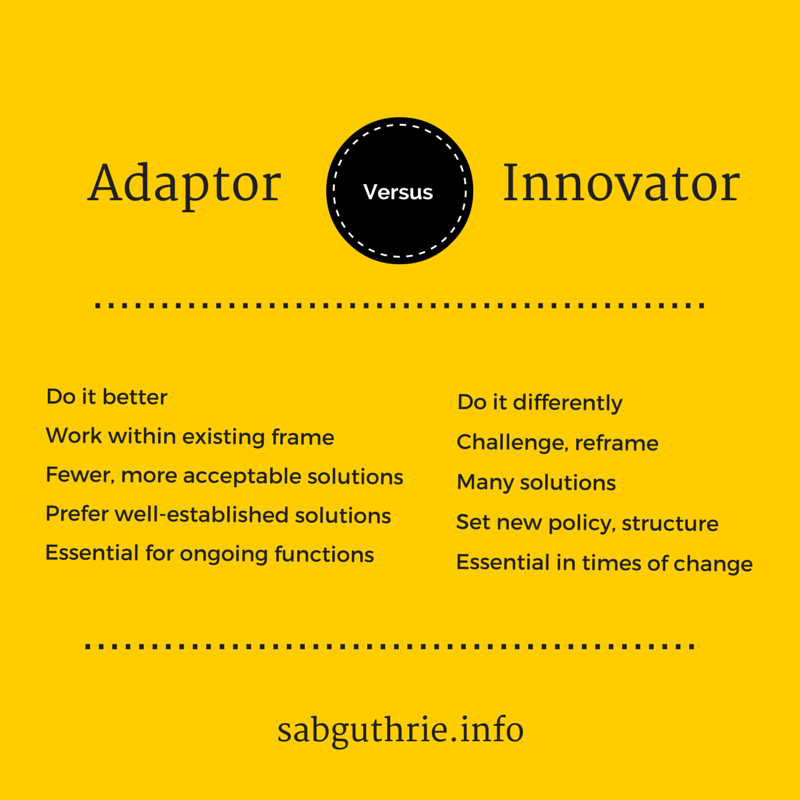 Adaptor
Versus
Innovator
Do it better
Work within existing frame
Fewer, more acceptable solutions
Prefer well-established solutions
Essential for ongoing functions
Do it differently
Challenge, reframe
Many solutions
Set new policy, structure
Essential in times of change
sabguthrie.info